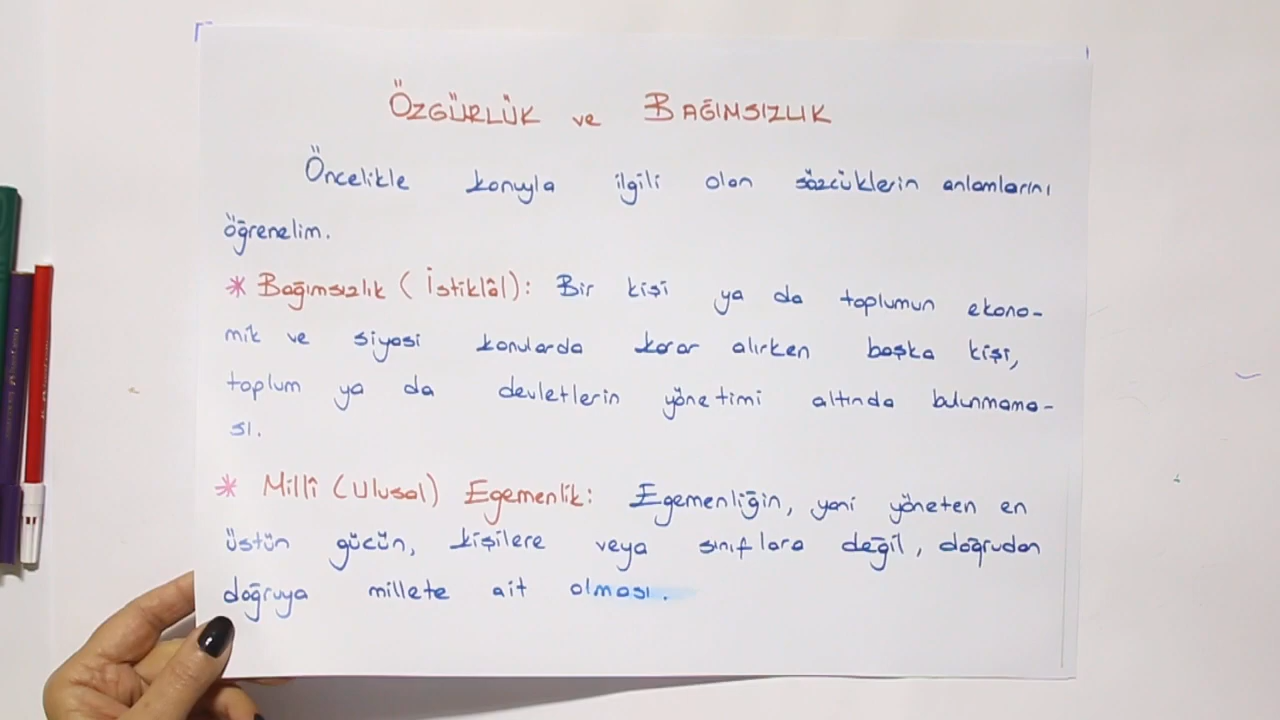 ÖZGÜRLÜK ve BAĞIMSIZLIK
Öncelikle konuyla ilgili olan sözcüklerin anlamlarını
öğrenelim.
* Bağımsızlık ( İstiklâl): Bir kişi ya da toplumun ekono-
mik ve siyasi konularda karar alırken başka kişi,
toplum ya da devletlerin yönetimi altında bulunmama-
sı.
* Millî (Ulusal) Egemenlik: Egemenliğin, yani yöneten en
üstün gücün, kişilere veya sınıflara değil, doğrudan
doğruya millete ait olması.